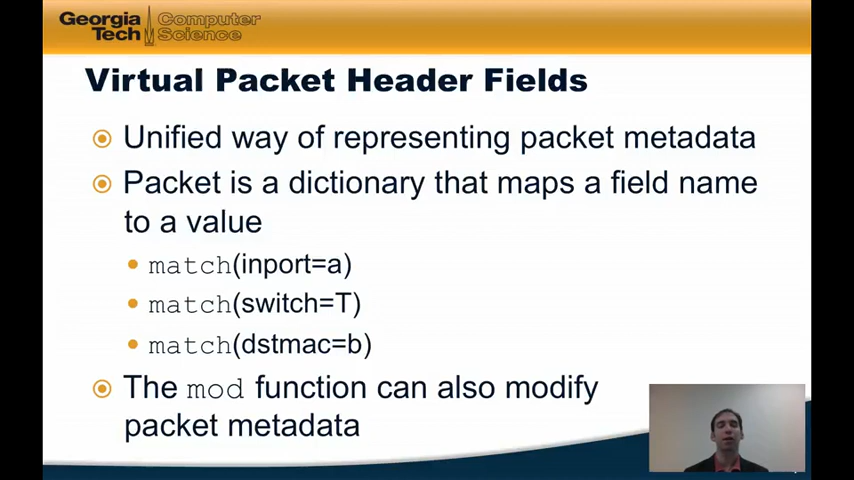 Georgia Tech
Computer Science
Virtual Packet Header Fields
Unified way of representing packet metadata
Packet is a dictionary that maps a field name
to a value
match(inport=a)
match(switch=T)
match(dstmac=b)
The mod function can also modify
packet metadata